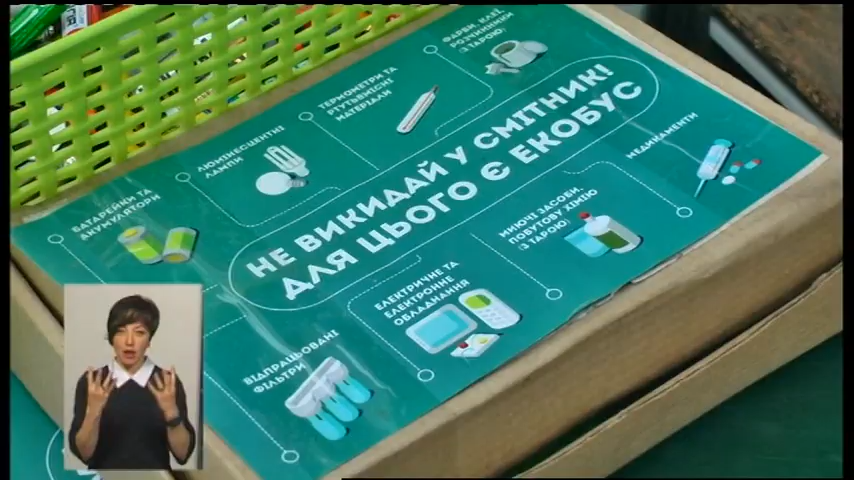 ФАРБИ, КЛЕЇ,
РОЗЧИННИКИ
(З ТАРОЮ)
ТЕРМОМЕТРИ ТА
РТУТЬВМІСНІ
МАТЕРІАЛИ
ЛЮМІНЕСЦЕНТНІ
ЛАМПИ
БАТАРЕЙКИ ТА
АКУМУЛЯТОРИ
НЕ ВИКИДАЙ У СМІТНИК!
ДЛЯ ЦЬОГО Є ЕКОБУС
МЕДИКАМЕНТИ
МИЮЧІ ЗАСОБИ,
ПОБУТОВУ ХІМІЮ
(З ТАРОЮ)
ЕЛЕКТРИЧНЕ ТА
ЕЛЕКТРОННЕ
ОБЛАДНАННЯ
ВІДПРАЦЬОВАНІ
ФІЛЬТРИ